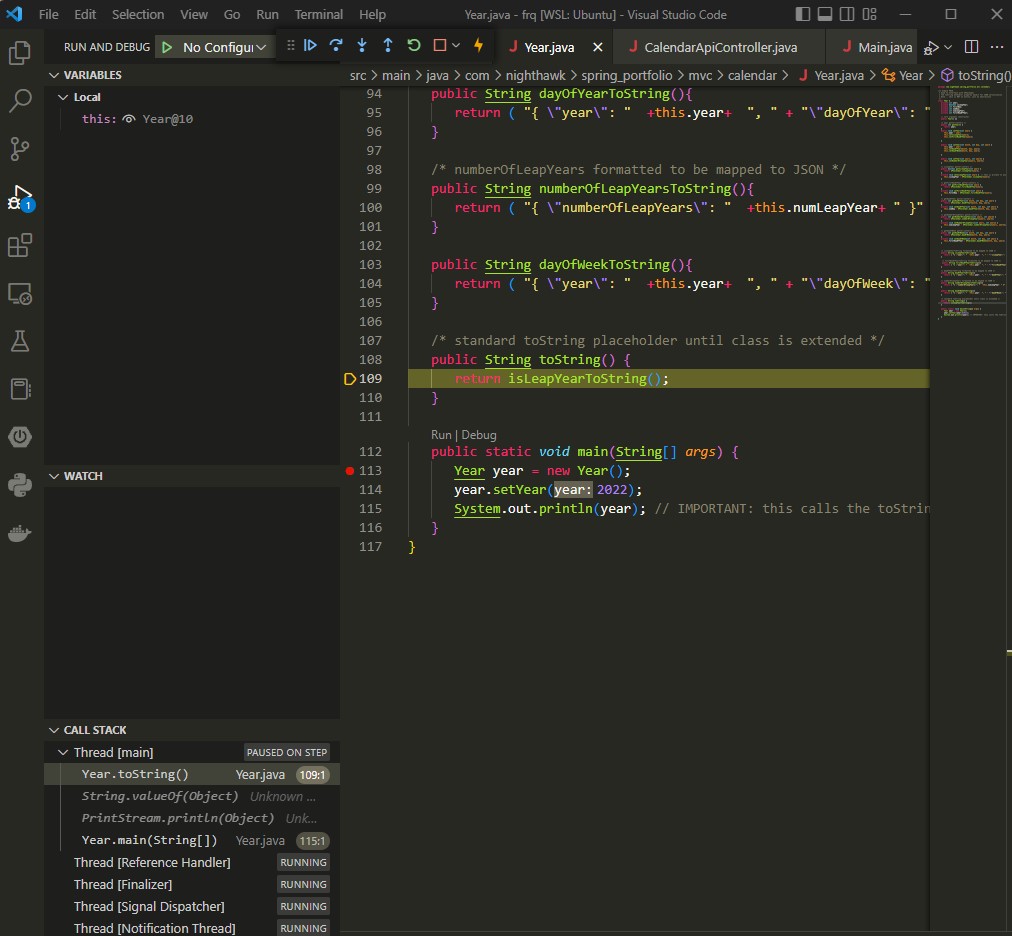 File Edit Selection View Go Run Terminal Help Year.java - frq [WSL: Ubuntu] - Visual Studio Code
RUN AND DEBUG No Configu Year.java CalendarApiController.java Main.java
VARIABLES
src > main > java > com > nighthawk > spring_portfolio > mvc > calendar > Year.java > Year > toString()
Local
this: Year@10
1
94 public String dayOfYearToString(){
95 return ( "{ \"year\": " +this.year+ ", " + "\"dayOfYear\": "
96 }
97
98 /* numberOfLeapYears formatted to be mapped to JSON */
99 public String numberOfLeapYearsToString(){
100 return ( "{ \"numberOfLeapYears\": " +this.numLeapYear+ " }"
101 }
102
103 public String dayOfWeekToString(){
104 return ( "{ \"year\": " +this.year+ ", " + "\"dayOfWeek\": "
105 }
106
107 /* standard toString placeholder until class is extended */
108 public String toString() {
109 return isLeapYearToString();
110 }
111
Run | Debug
112 public static void main(String[] args) {
113 Year year = new Year();
114 year.setYear(year: 2022);
115 System.out.println(year); // IMPORTANT: this calls the toStrin
116 }
117 }
WATCH
CALL STACK
Thread [main] PAUSED ON STEP
Year.toString() Year.java 109:1
String.valueOf(Object) Unknown ...
PrintStream.println(Object) Unk...
Year.main(String[]) Year.java 115:1
Thread [Reference Handler] RUNNING
Thread [Finalizer] RUNNING
Thread [Signal Dispatcher] RUNNING
Thread [Notification Thread] RUNNING